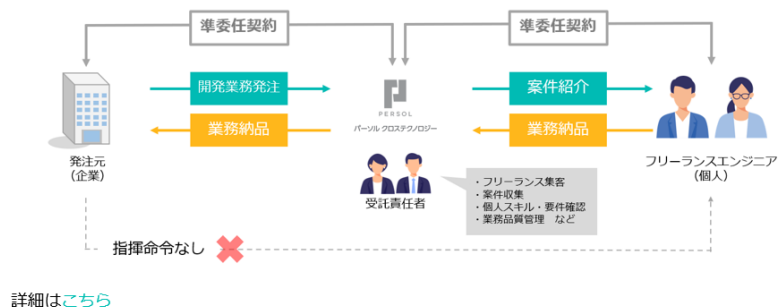 準委任契約
準委任契約
開発業務発注
案件紹介
PERSOL
パーソル クロステクノロジー
業務納品
業務納品
発注元
(企業)
フリーランスエンジニア
(個人)
受託責任者
・フリーランス集客
・案件収集
・個人スキル・要件確認
・業務品質管理 など
指揮命令なし
詳細はこちら